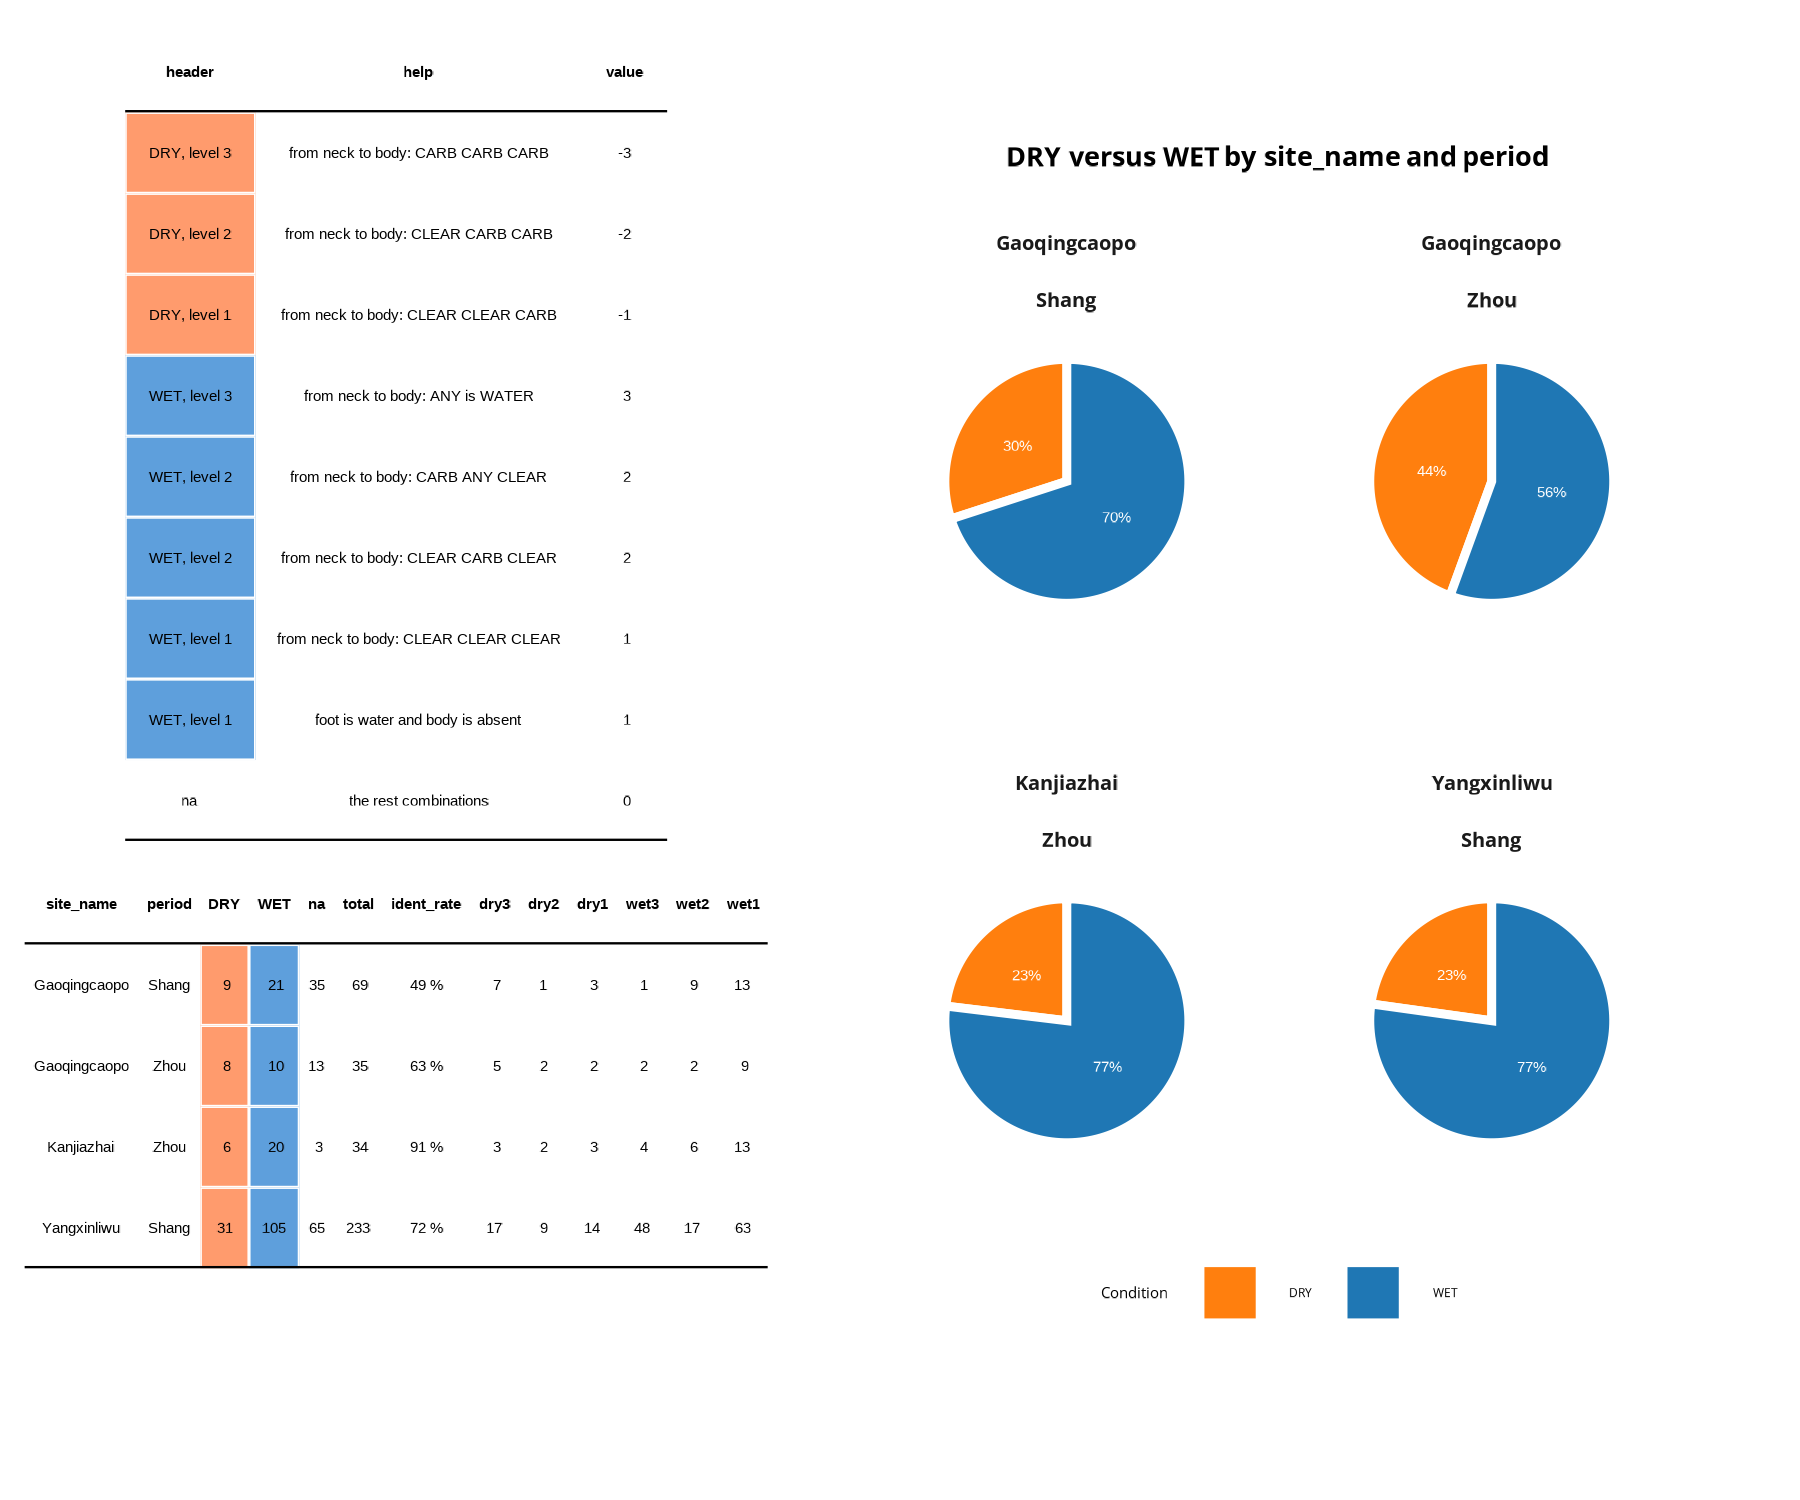 header help value
DRY, level 3 from neck to body: CARB CARB CARB -3
DRY, level 2 from neck to body: CLEAR CARB CARB -2
DRY, level 1 from neck to body: CLEAR CLEAR CARB -1
WET, level 3 from neck to body: ANY is WATER 3
WET, level 2 from neck to body: CARB ANY CLEAR 2
WET, level 2 from neck to body: CLEAR CARB CLEAR 2
WET, level 1 from neck to body: CLEAR CLEAR CLEAR 1
WET, level 1 foot is water and body is absent 1
na the rest combinations 0
site_name period DRY WET na total ident_rate dry3 dry2 dry1 wet3 wet2 wet1
Gaoqingcaopo Shang 9 21 35 69 49 % 7 1 3 1 9 13
Gaoqingcaopo Zhou 8 10 13 35 63 % 5 2 2 2 2 9
Kanjiazhai Zhou 6 20 3 34 91 % 3 2 3 4 6 13
Yangxinliwu Shang 31 105 65 233 72 % 17 9 14 48 17 63
DRY versus WET by site_name and period
Gaoqingcaopo
Shang
30%
70%
Gaoqingcaopo
Zhou
44%
56%
Kanjiazhai
Zhou
23%
77%
Yangxinliwu
Shang
23%
77%
Condition DRY WET